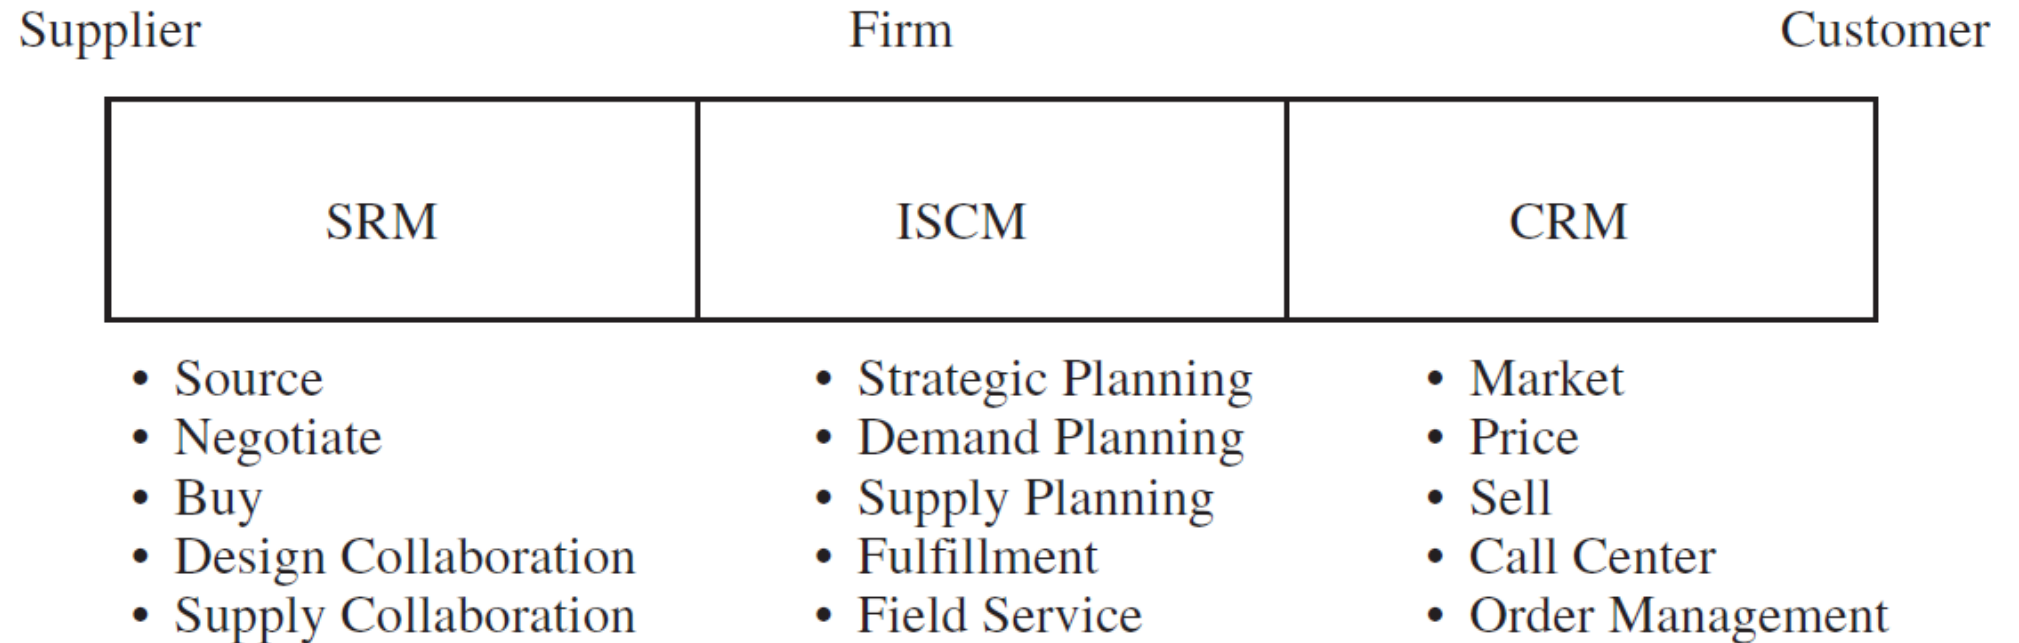 Supplier Firm Customer
SRM ISCM CRM
• Source
• Negotiate
• Buy
• Design Collaboration
• Supply Collaboration
• Strategic Planning
• Demand Planning
• Supply Planning
• Fulfillment
• Field Service
• Market
• Price
• Sell
• Call Center
• Order Management